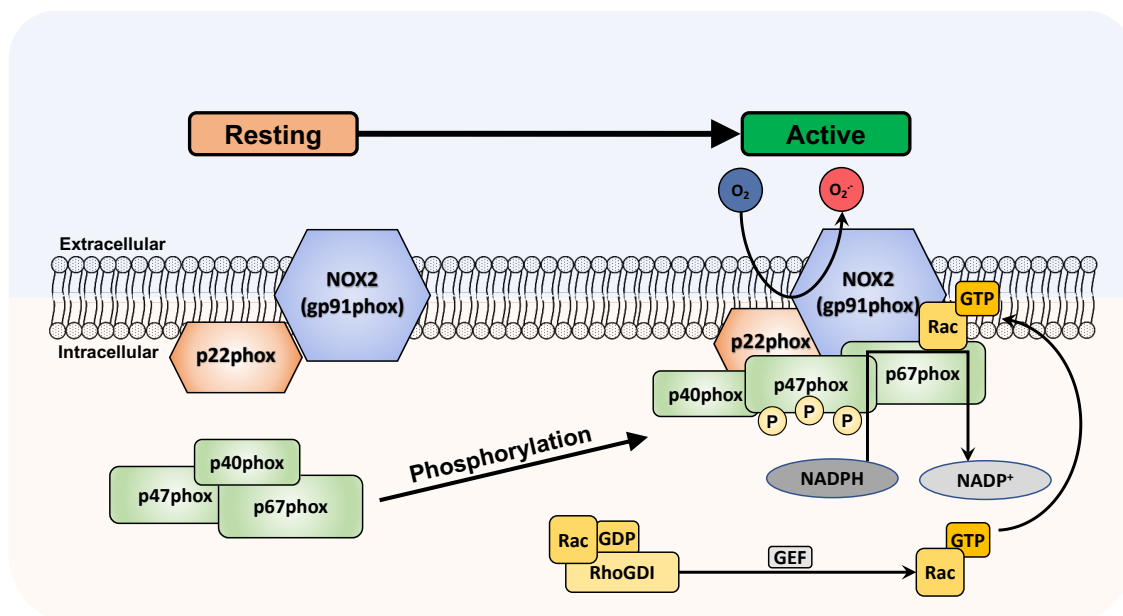 Resting
Active
O₂
O₂·-
Extracellular
NOX2
(gp91phox)
NOX2
(gp91phox)
GTP
Rac
Intracellular
p22phox
p22phox
p67phox
p47phox
p40phox
P
P
P
Phosphorylation
p40phox
p47phox
p67phox
NADPH
NADP⁺
Rac
GDP
RhoGDI
GEF
GTP
Rac